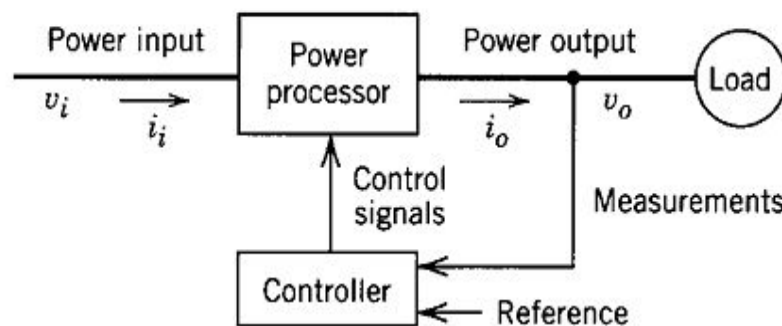 Power input
Power processor
Power output
Load
v_i
i_i
i_o
v_o
Control signals
Measurements
Controller
Reference